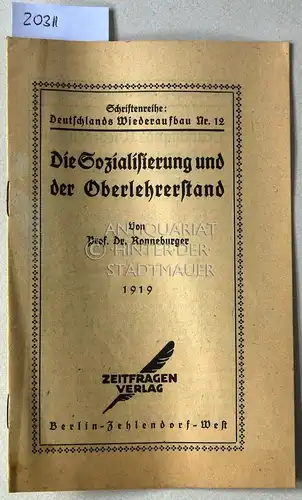 20311
Schriftenreihe:
Deutschlands Wiederaufbau Nr. 12
Die Sozialisierung und
der Oberlehrerstand
Von
Prof. Dr. Ronneburger
ANTIQUARIAT
HINTER DER
STADTMAUER
1919
ZEITFRAGEN
VERLAG
Berlin-Zehlendorf-West